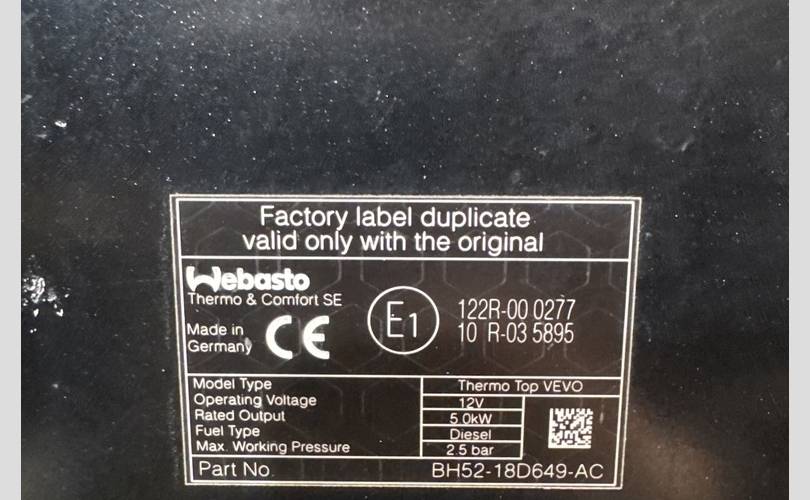 Factory label duplicate
valid only with the original
Webasto
Thermo & Comfort SE
Made in
Germany
CE
E1
122R-00 0277
10 R-03 5895
Model Type Thermo Top VEVO
Operating Voltage 12V
Rated Output 5.0kW
Fuel Type Diesel
Max. Working Pressure 2.5 bar
Part No. BH52-18D649-AC